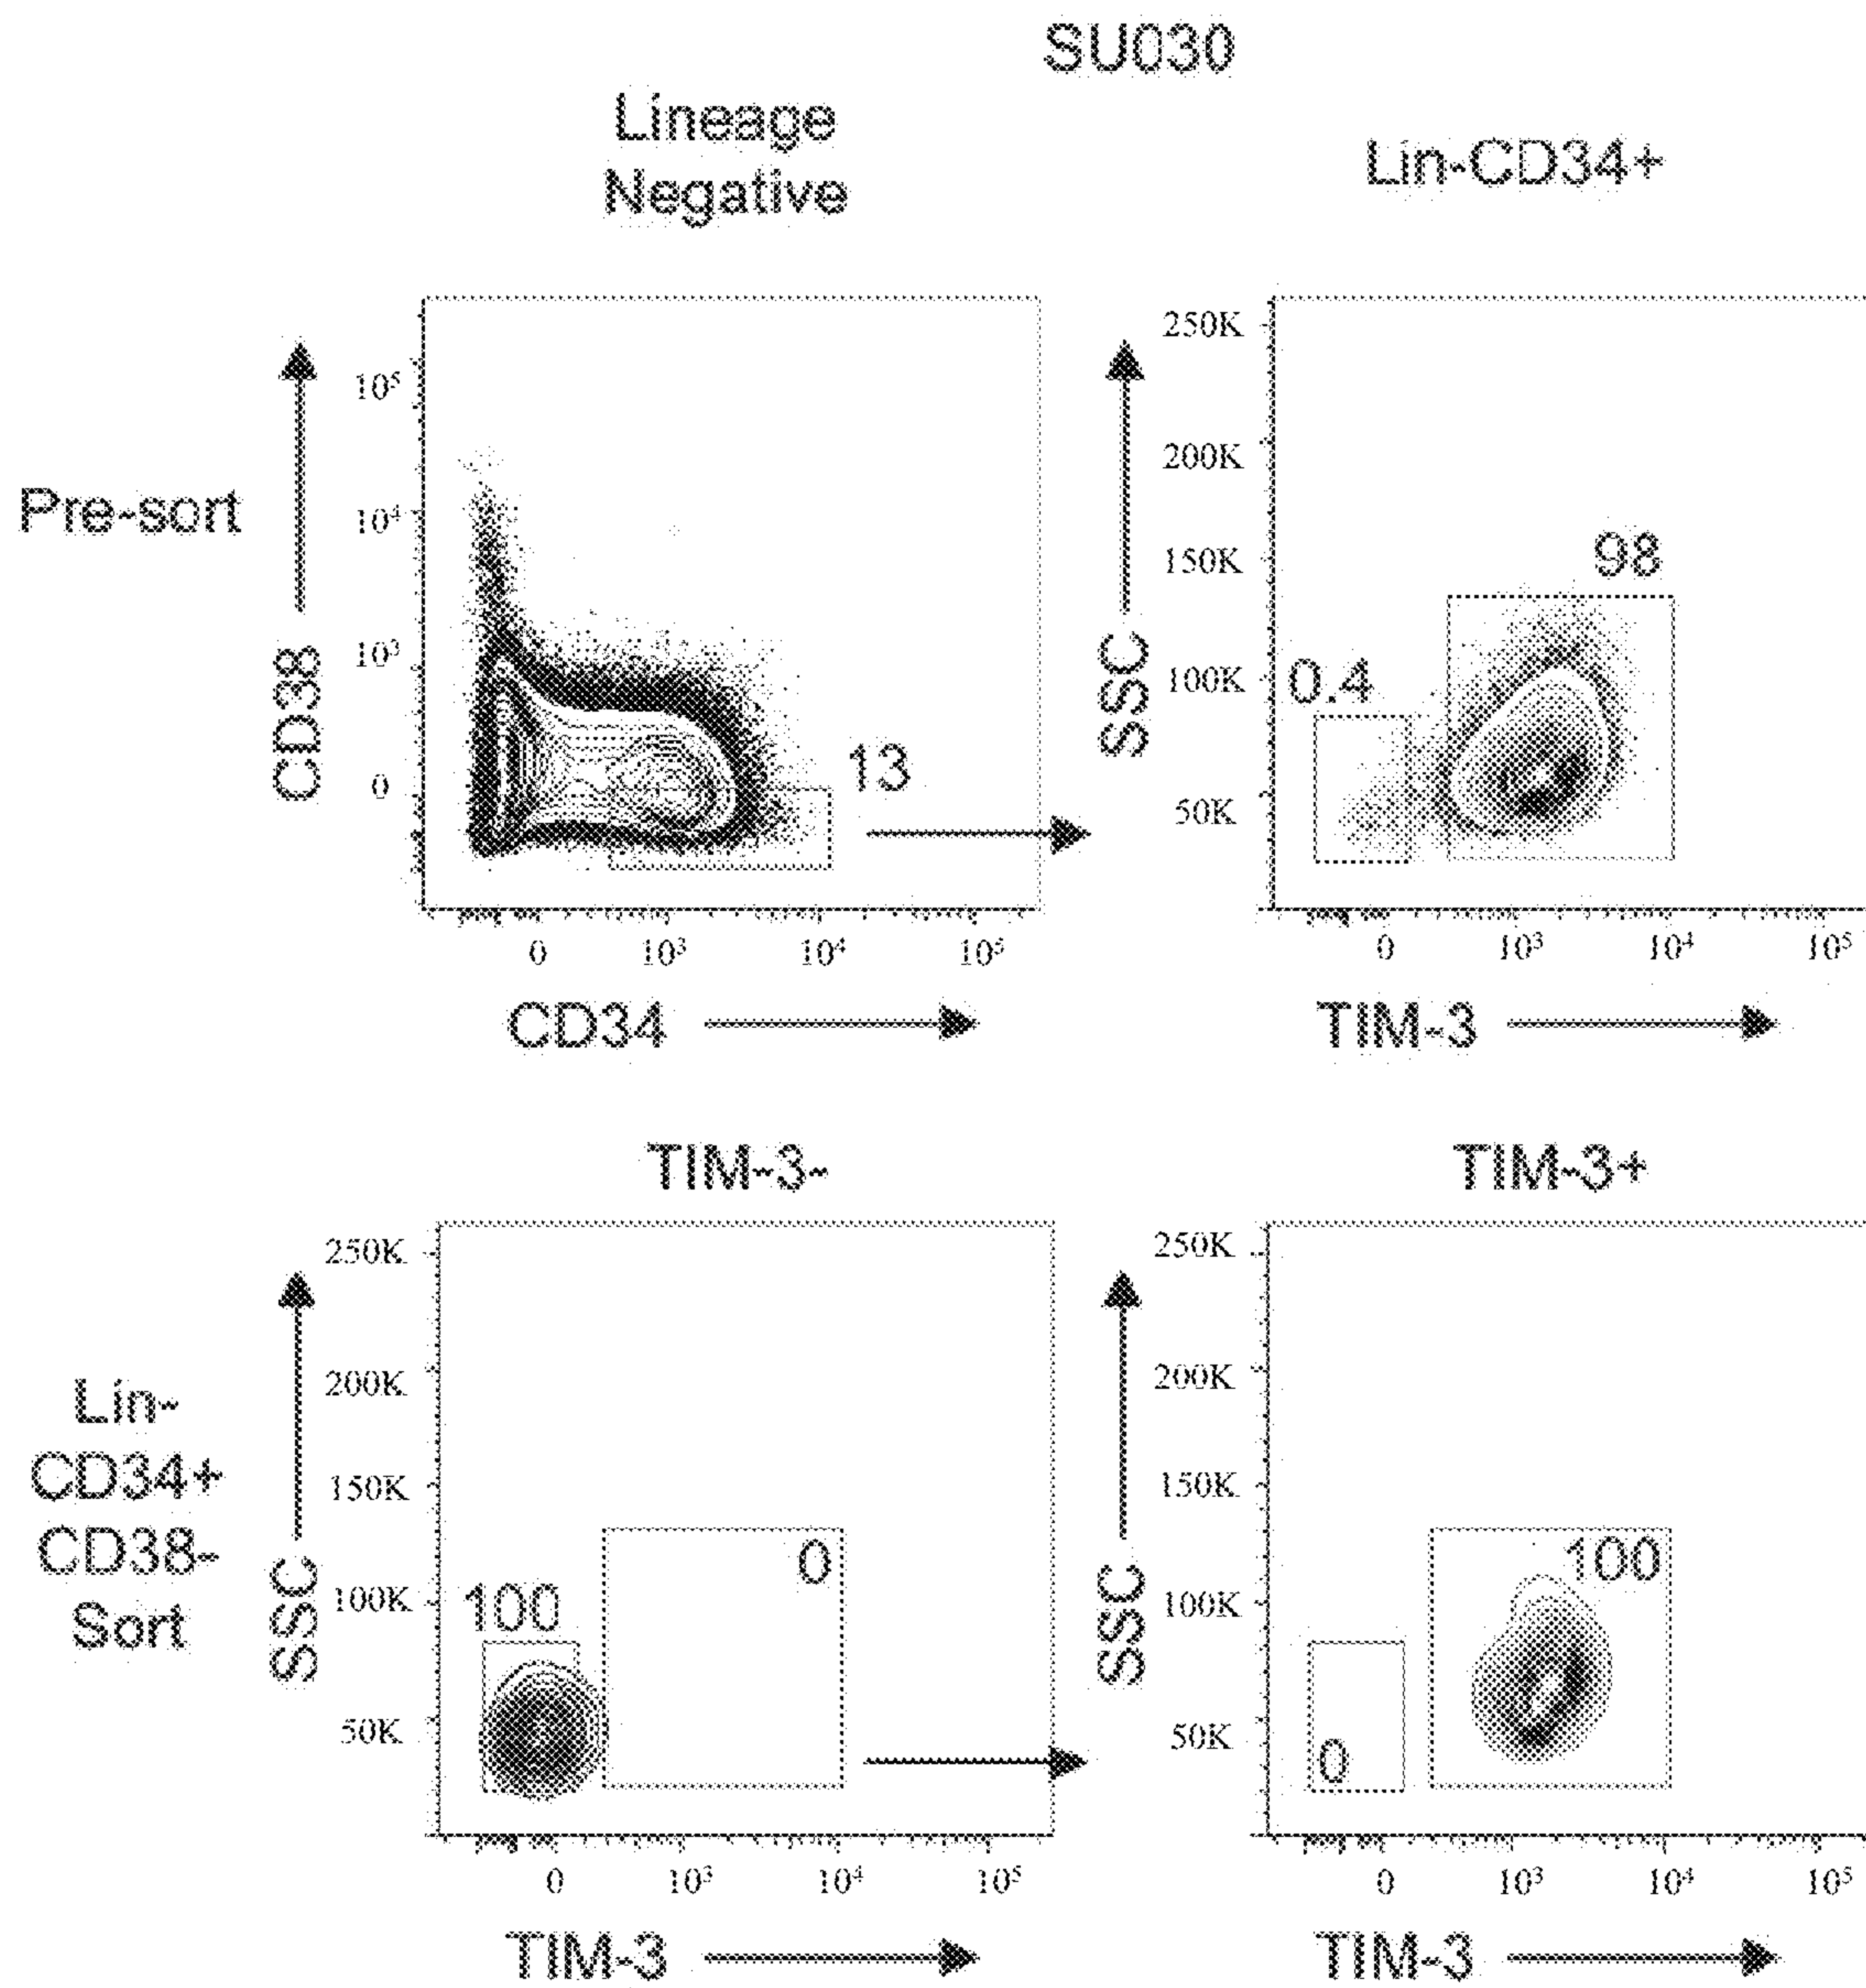 SU030
Lineage
Negative
Lin-CD34+
Pre-sort
CD38
10⁵
10⁴
10³
0
13
0
10³
10⁴
10⁵
CD34
SSC
250K
200K
150K
100K
50K
98
0.4
0
10³
10⁴
10⁵
TIM-3
TIM-3-
TIM-3+
Lin-
CD34+
CD38-
Sort
SSC
250K
200K
150K
100K
50K
100
0
0
10³
10⁴
10⁵
TIM-3
SSC
250K
200K
150K
100K
50K
100
0
0
10³
10⁴
10⁵
TIM-3